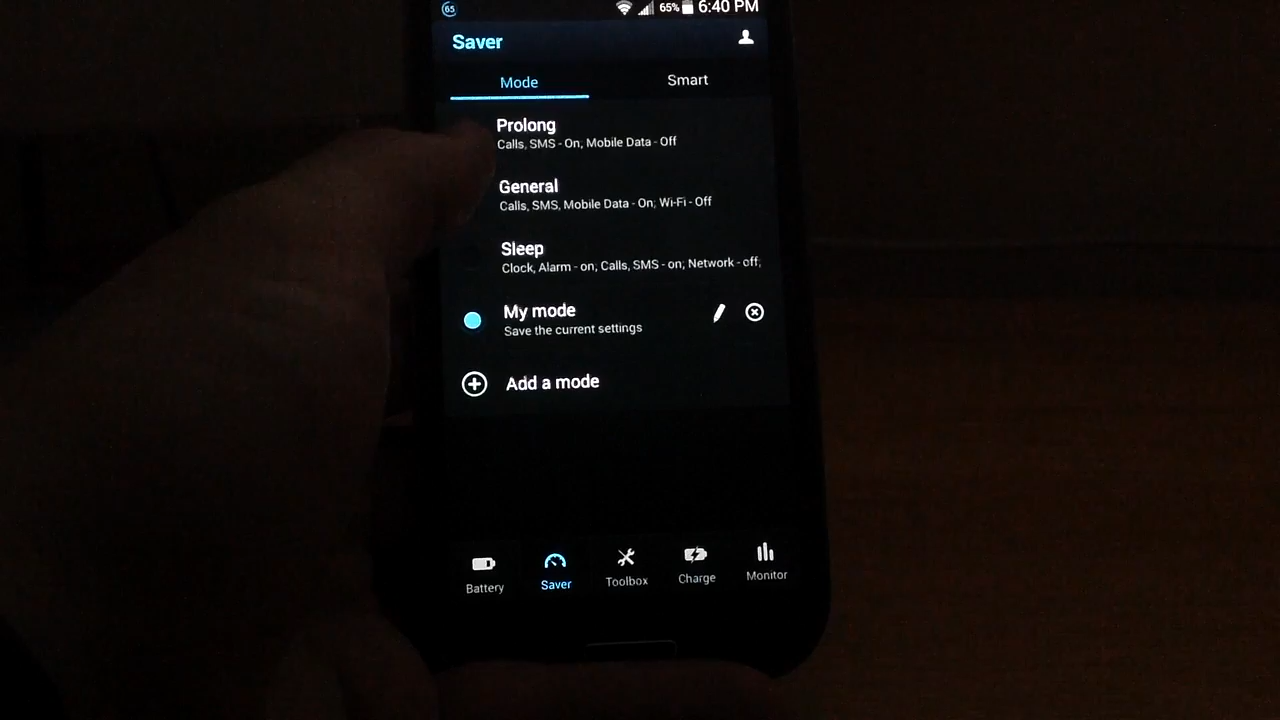 65 65% 6:40 PM
Saver
Mode Smart
Prolong
Calls, SMS - On, Mobile Data - Off
General
Calls, SMS, Mobile Data - On; Wi-Fi - Off
Sleep
Clock, Alarm - on, Calls, SMS - on; Network - off;
My mode
Save the current settings
Add a mode
Battery Saver Toolbox Charge Monitor